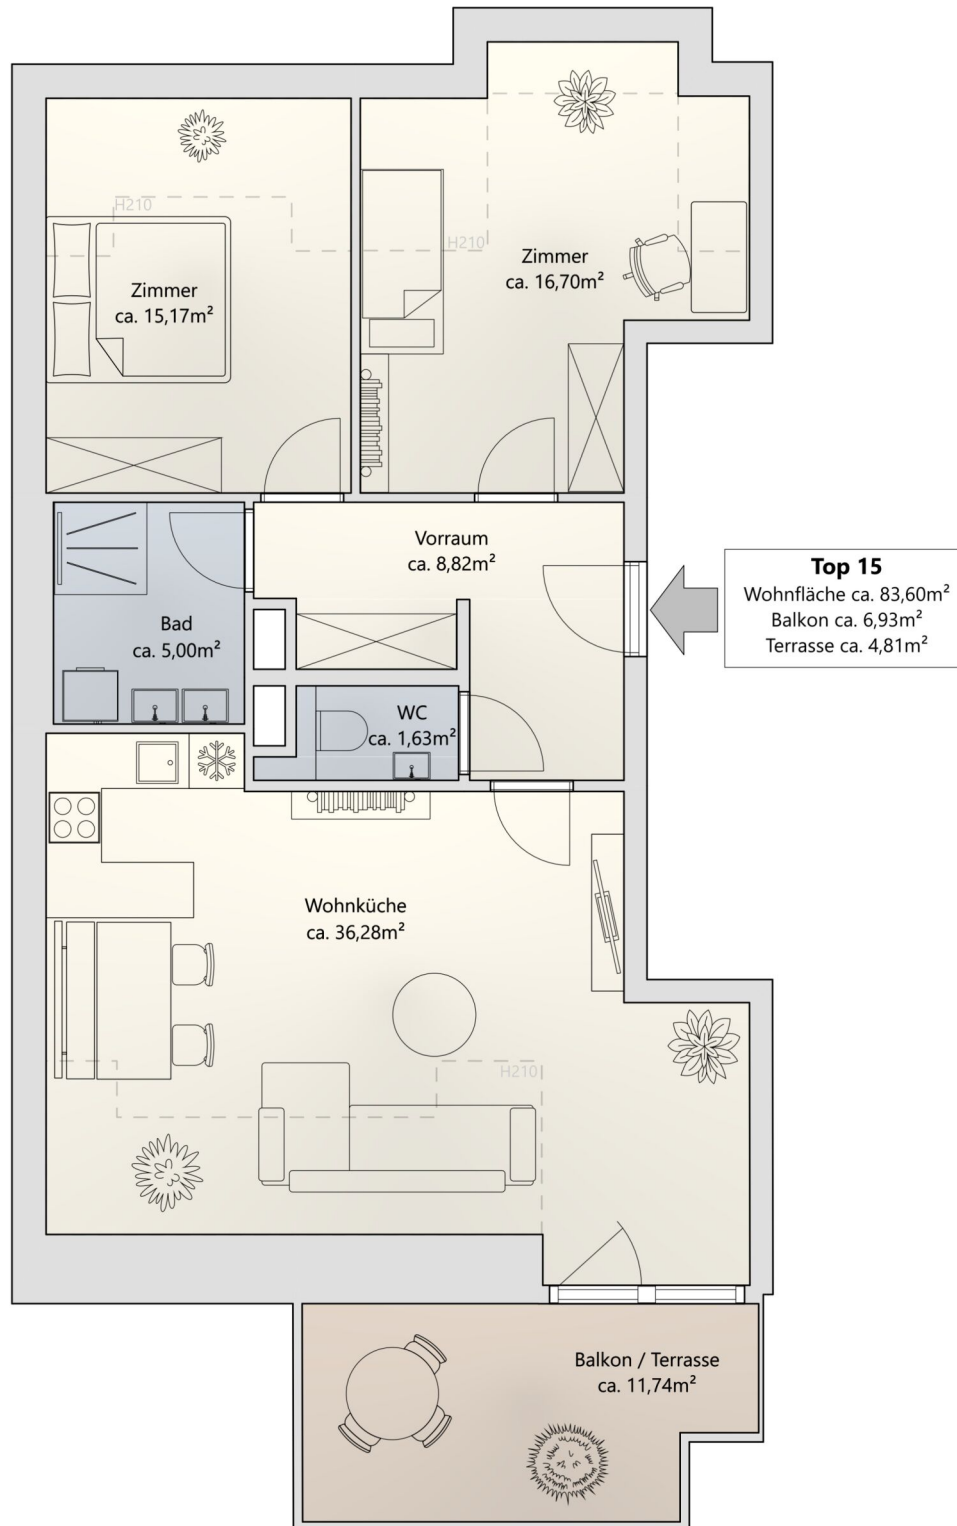 H210
H210
Zimmer
ca. 16,70m²
Zimmer
ca. 15,17m²
Vorraum
ca. 8,82m²
Top 15
Wohnfläche ca. 83,60m²
Balkon ca. 6,93m²
Terrasse ca. 4,81m²
Bad
ca. 5,00m²
WC
ca. 1,63m²
Wohnküche
ca. 36,28m²
H210
Balkon / Terrasse
ca. 11,74m²